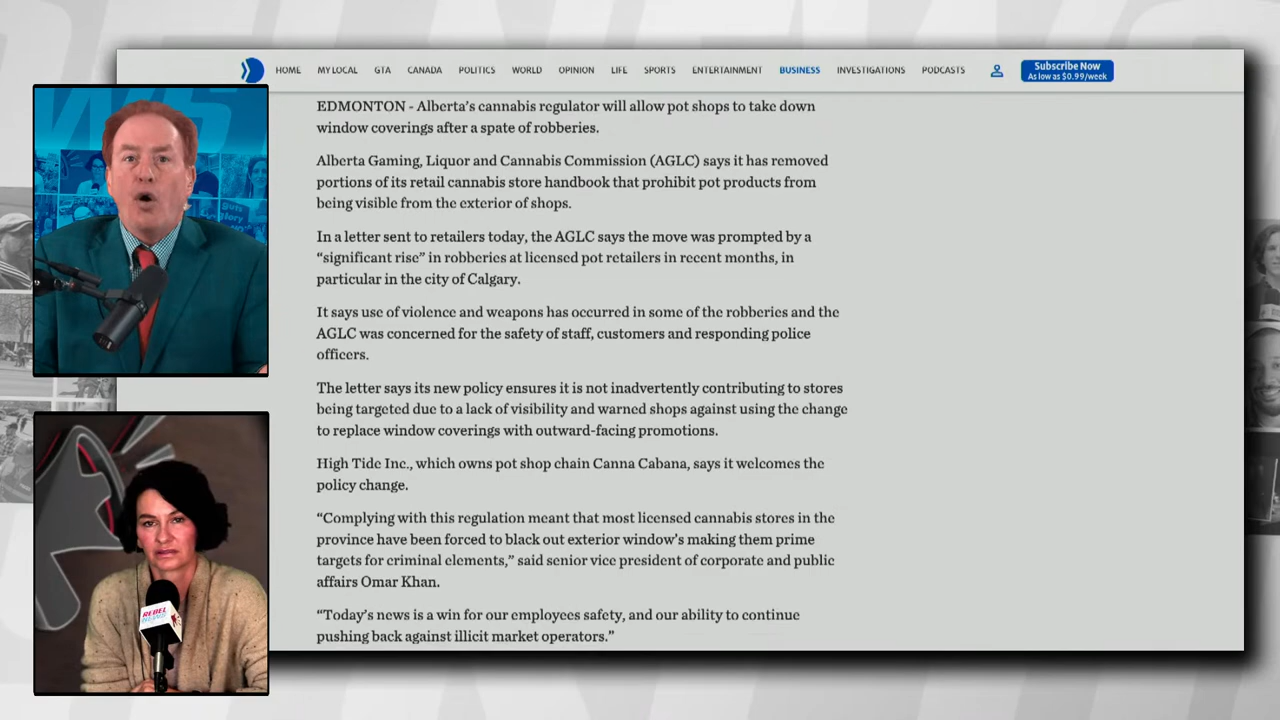 HOME MY LOCAL GTA CANADA POLITICS WORLD OPINION LIFE SPORTS ENTERTAINMENT BUSINESS INVESTIGATIONS PODCASTS
Subscribe Now
As low as $0.99/week
EDMONTON - Alberta's cannabis regulator will allow pot shops to take down
window coverings after a spate of robberies.
Alberta Gaming, Liquor and Cannabis Commission (AGLC) says it has removed
portions of its retail cannabis store handbook that prohibit pot products from
being visible from the exterior of shops.
In a letter sent to retailers today, the AGLC says the move was prompted by a
“significant rise” in robberies at licensed pot retailers in recent months, in
particular in the city of Calgary.
It says use of violence and weapons has occurred in some of the robberies and the
AGLC was concerned for the safety of staff, customers and responding police
officers.
The letter says its new policy ensures it is not inadvertently contributing to stores
being targeted due to a lack of visibility and warned shops against using the change
to replace window coverings with outward-facing promotions.
High Tide Inc., which owns pot shop chain Canna Cabana, says it welcomes the
policy change.
“Complying with this regulation meant that most licensed cannabis stores in the
province have been forced to black out exterior window's making them prime
targets for criminal elements,” said senior vice president of corporate and public
affairs Omar Khan.
“Today's news is a win for our employees safety, and our ability to continue
pushing back against illicit market operators.”
guts
glory
REBEL
NEWS